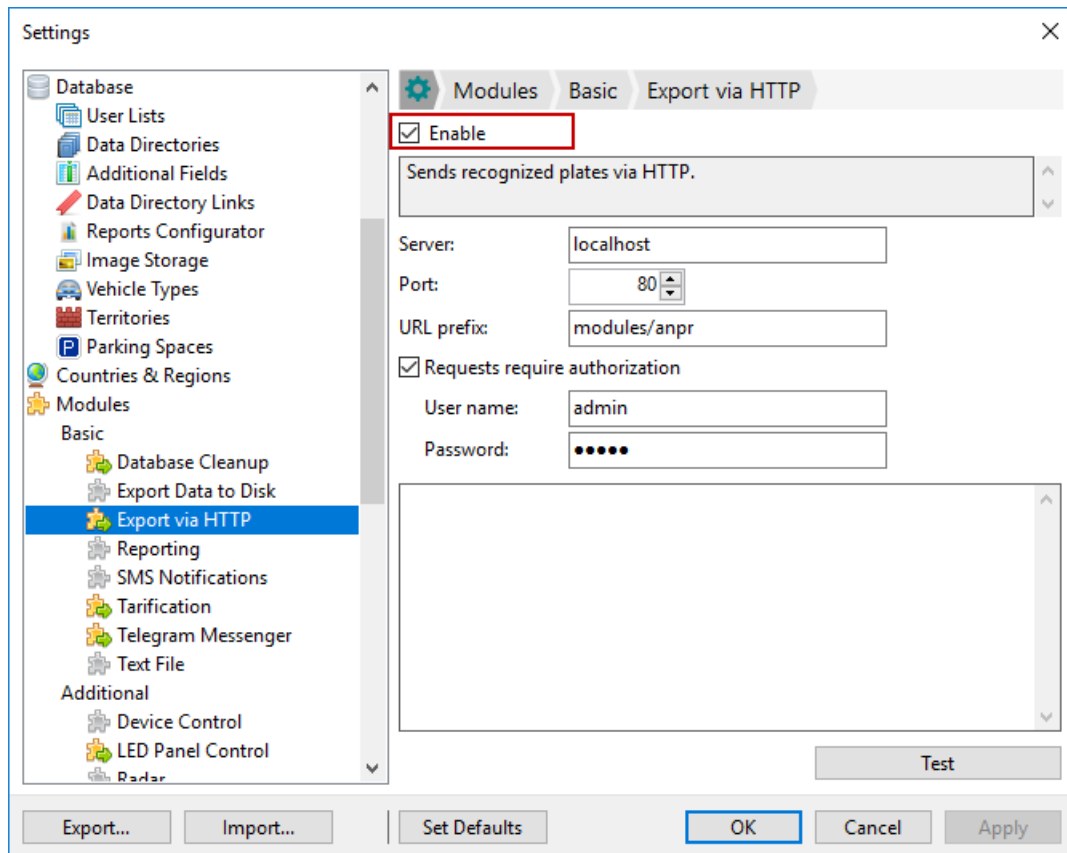 Settings
Database
User Lists
Data Directories
Additional Fields
Data Directory Links
Reports Configurator
Image Storage
Vehicle Types
Territories
P Parking Spaces
Countries & Regions
Modules
Basic
Database Cleanup
Export Data to Disk
Export via HTTP
Reporting
SMS Notifications
Tarification
Telegram Messenger
Text File
Additional
Device Control
LED Panel Control
Radar
Modules Basic Export via HTTP
Enable
Sends recognized plates via HTTP.
Server: localhost
Port: 80
URL prefix: modules/anpr
Requests require authorization
User name: admin
Password: •••••
Test
Export... Import... Set Defaults OK Cancel Apply